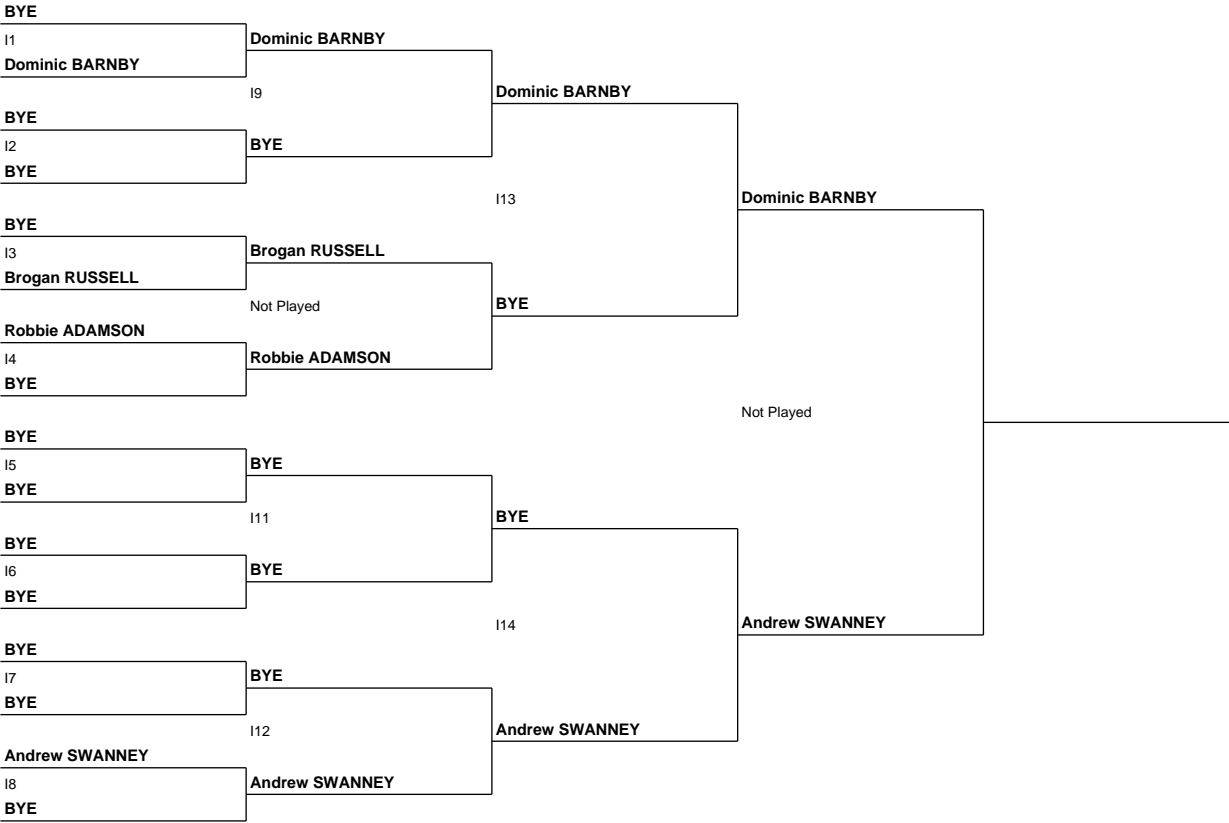 BYE
I1
Dominic BARNBY
Dominic BARNBY
I9
Dominic BARNBY
BYE
I2
BYE
BYE
I13
Dominic BARNBY
BYE
I3
Brogan RUSSELL
Brogan RUSSELL
Not Played
BYE
Robbie ADAMSON
I4
BYE
Robbie ADAMSON
Not Played
BYE
I5
BYE
BYE
I11
BYE
BYE
I6
BYE
BYE
I14
Andrew SWANNEY
BYE
I7
BYE
BYE
I12
Andrew SWANNEY
Andrew SWANNEY
I8
BYE
Andrew SWANNEY